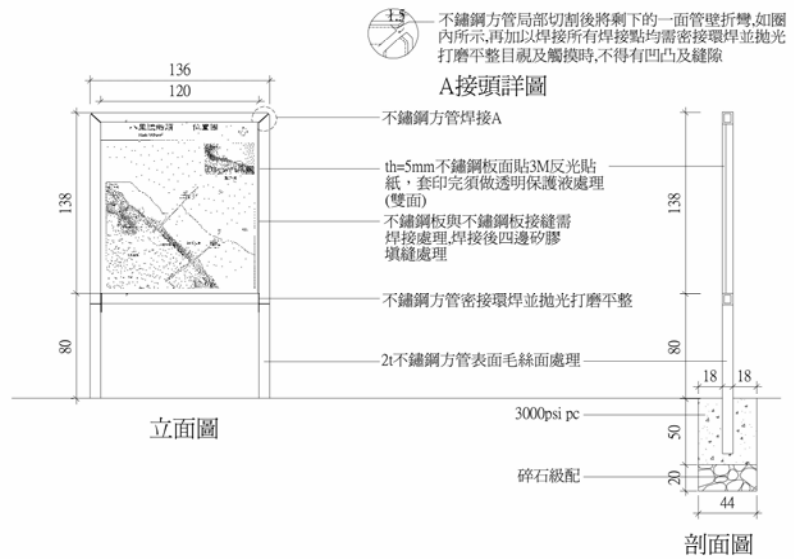 1.5
不鏽鋼方管局部切割後將剩下的一面管壁折彎,如圈
內所示,再加以焊接所有焊接點均需密接環焊並拋光
打磨平整目視及觸摸時,不得有凹凸及縫隙
A接頭詳圖
136
120
不鏽鋼方管焊接A
th=5mm不鏽鋼板面貼3M反光貼
紙，套印完須做透明保護液處理
(雙面)
138
138
不鏽鋼板與不鏽鋼板接縫需
焊接處理,焊接後四邊矽膠
填縫處理
不鏽鋼方管密接環焊並拋光打磨平整
80
80
2t不鏽鋼方管表面毛絲面處理
18
18
3000psi pc
立面圖
50
碎石級配
20
44
剖面圖